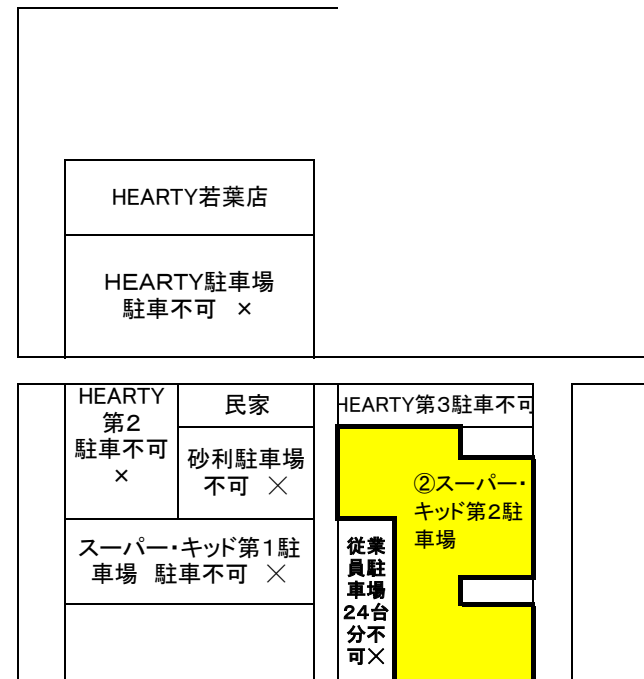 HEARTY若葉店
HEARTY駐車場
駐車不可　×
HEARTY
第2
駐車不可
×
民家
砂利駐車場
不可　×
HEARTY第3駐車不可
②スーパー・
キッド第2駐
車場
スーパー・キッド第1駐
車場　駐車不可　×
従業
員駐
車場
24台
分不
可×